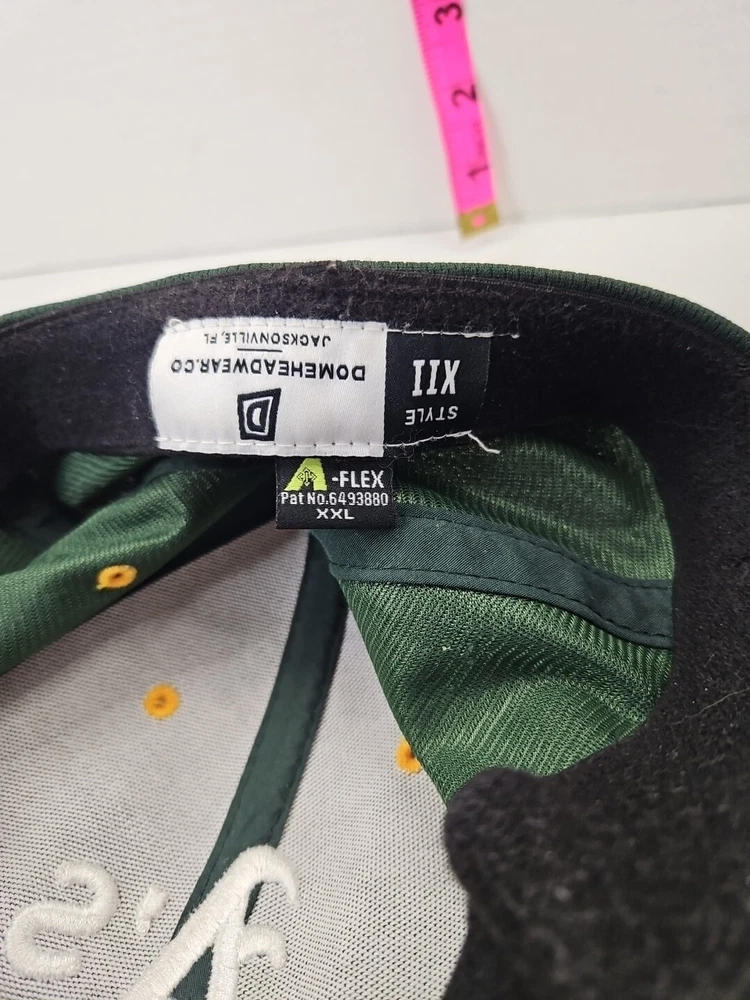 3
2
1
D
DOMEHEADWEAR.CO
JACKSONVILLE, FL
STYLE
XII
A-FLEX
Pat No.6493880
XXL
A's